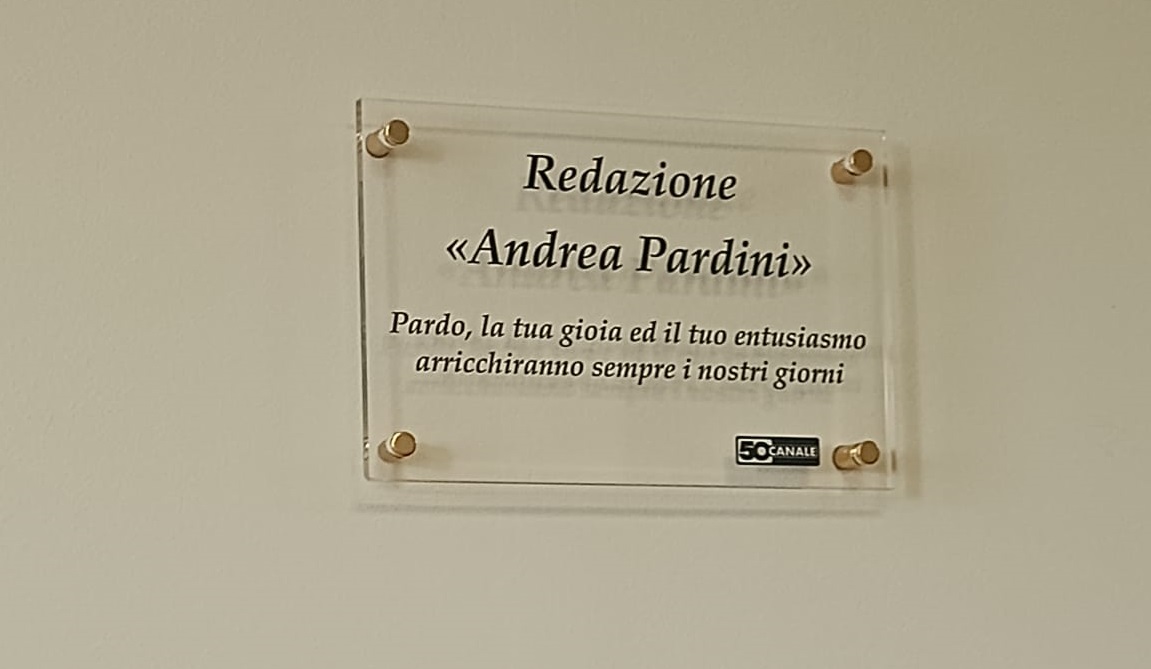 Redazione
«Andrea Pardini»
Pardo, la tua gioia ed il tuo entusiasmo
arricchiranno sempre i nostri giorni
50 CANALE